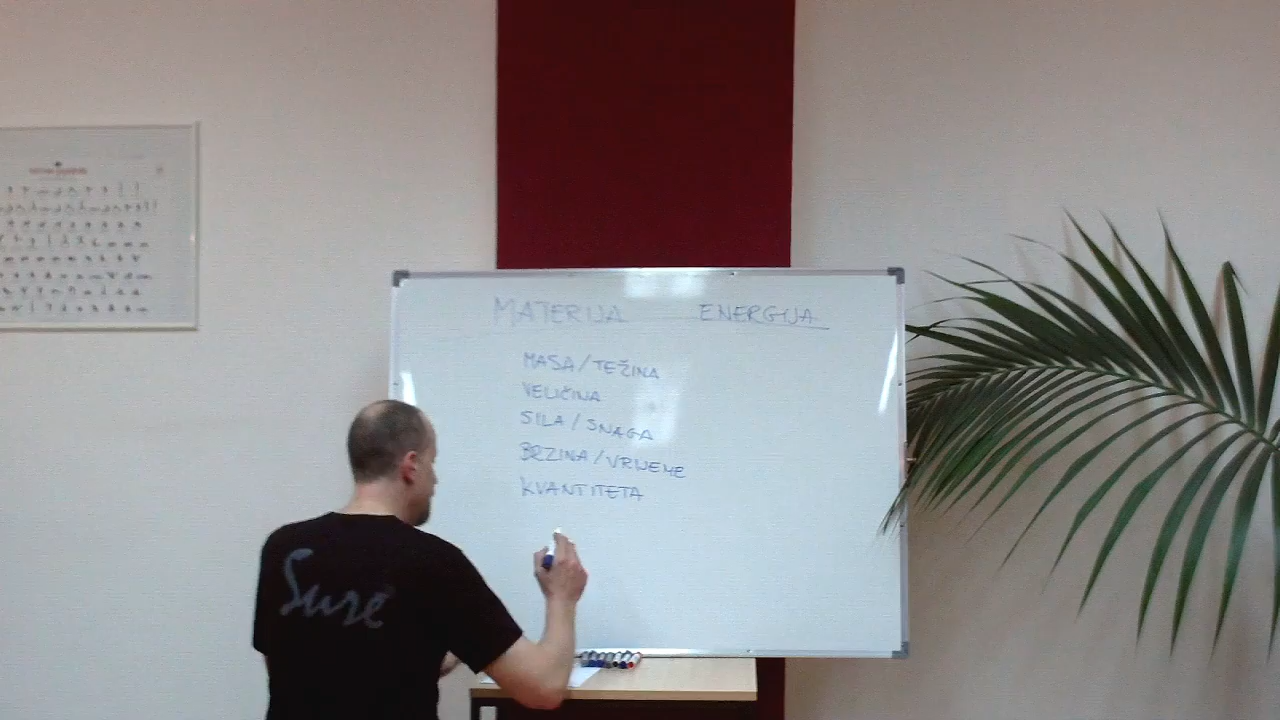 MATERIJA ENERGIJA
MASA/TEŽINA
VELIČINA
SILA/SNAGA
BRZINA/VRIJEME
KVANTITETA
Sure